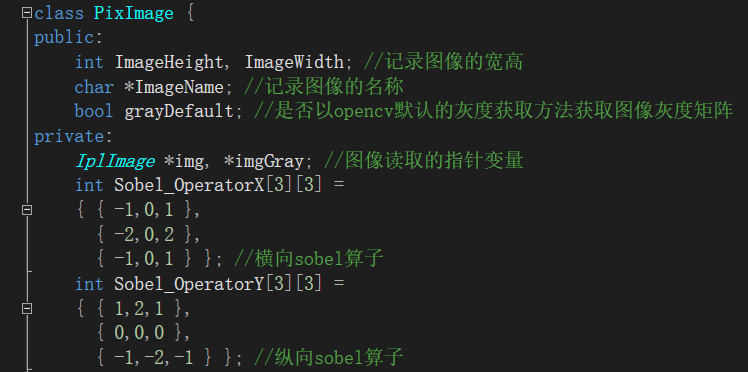 class PixImage {
public:
    int ImageHeight, ImageWidth; //记录图像的宽高
    char *ImageName; //记录图像的名称
    bool grayDefault; //是否以opencv默认的灰度获取方法获取图像灰度矩阵
private:
    IplImage *img, *imgGray; //图像读取的指针变量
    int Sobel_OperatorX[3][3] =
    { { -1,0,1 },
      { -2,0,2 },
      { -1,0,1 } }; //横向sobel算子
    int Sobel_OperatorY[3][3] =
    { { 1,2,1 },
      { 0,0,0 },
      { -1,-2,-1 } }; //纵向sobel算子